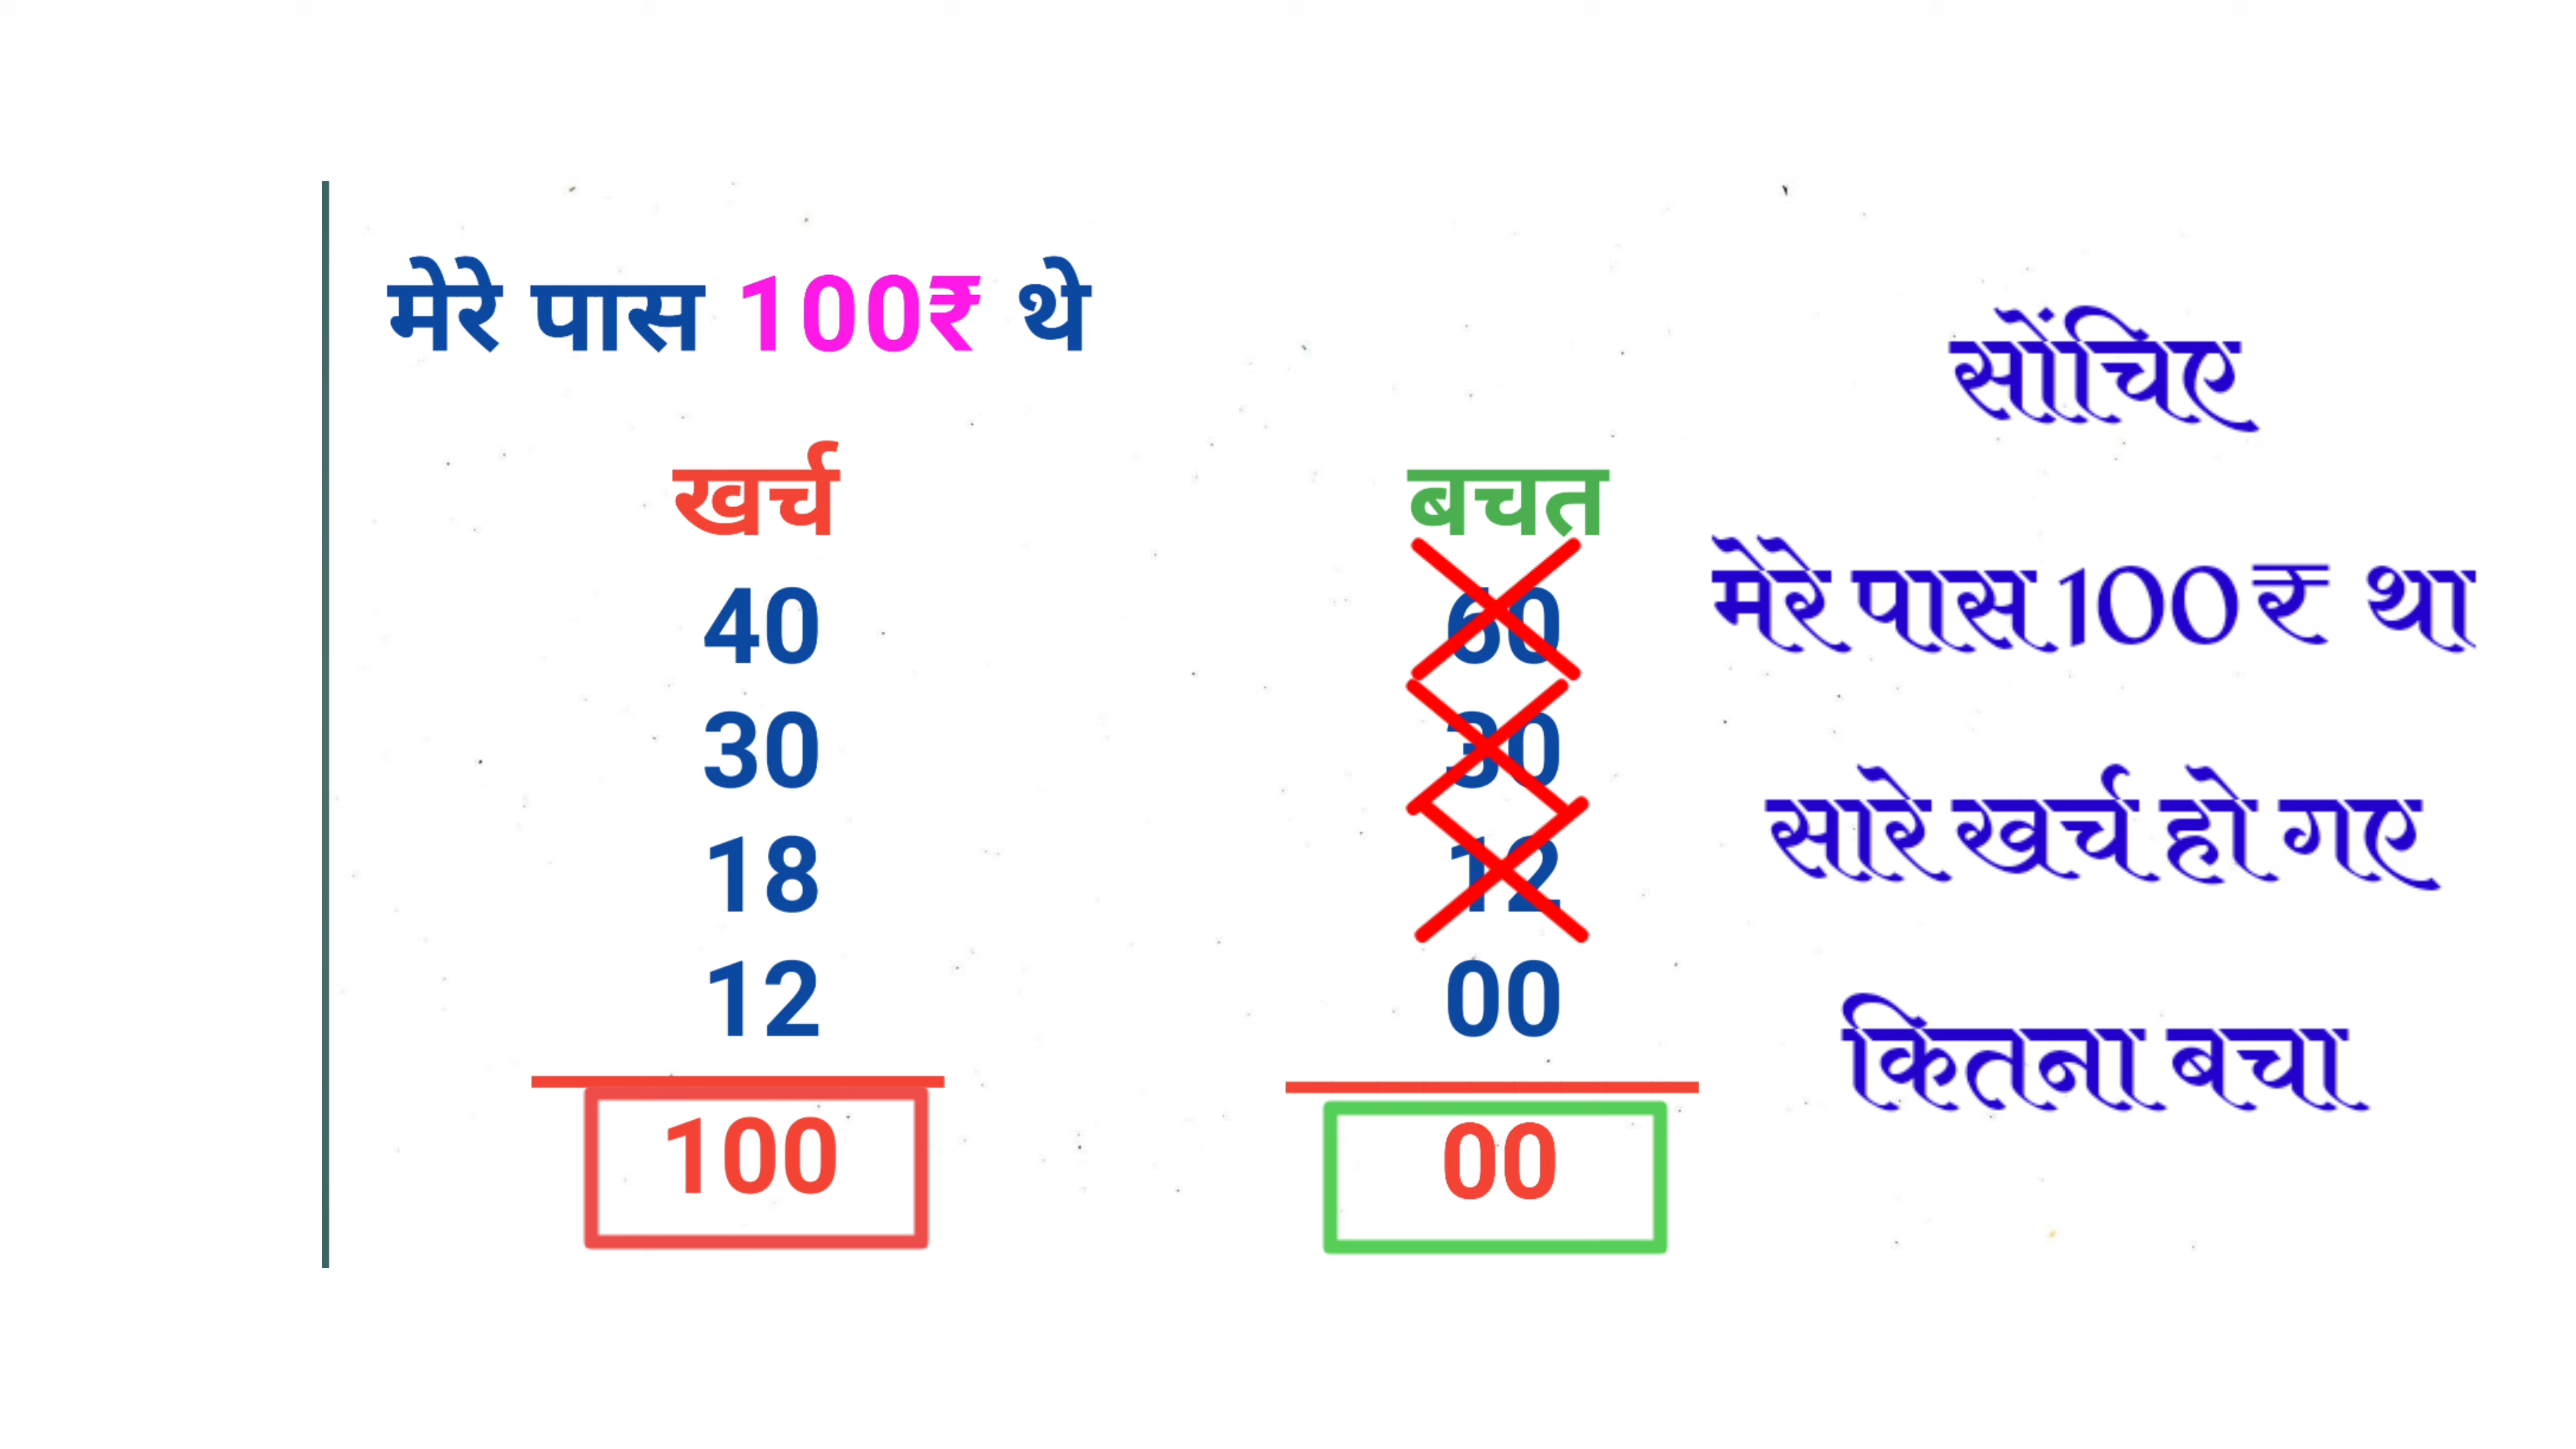 मेरे पास 100₹ थे
खर्च बचत
40 60
30 30
18 12
12 00
100 00
सोंचिए
मेरे पास 100₹ था
सारे खर्च हो गए
कितना बचा